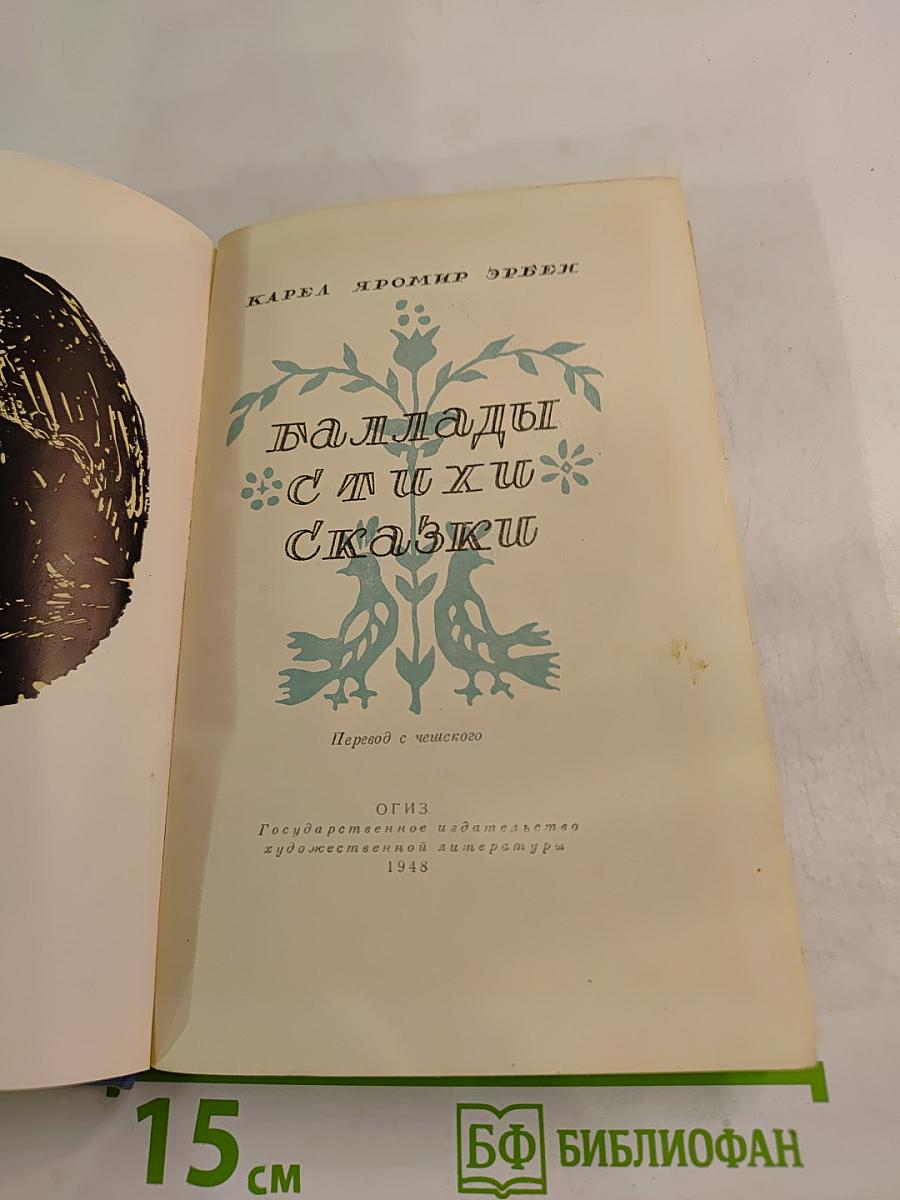 КАРЕЛ ЯРОМИР ЭРБЕН
БАЛЛАДЫ
СТИХИ
СКАЗКИ
Перевод с чешского
ОГИЗ
Государственное издательство
художественной литературы
1948
15 см
БФ БИБЛИОФАН